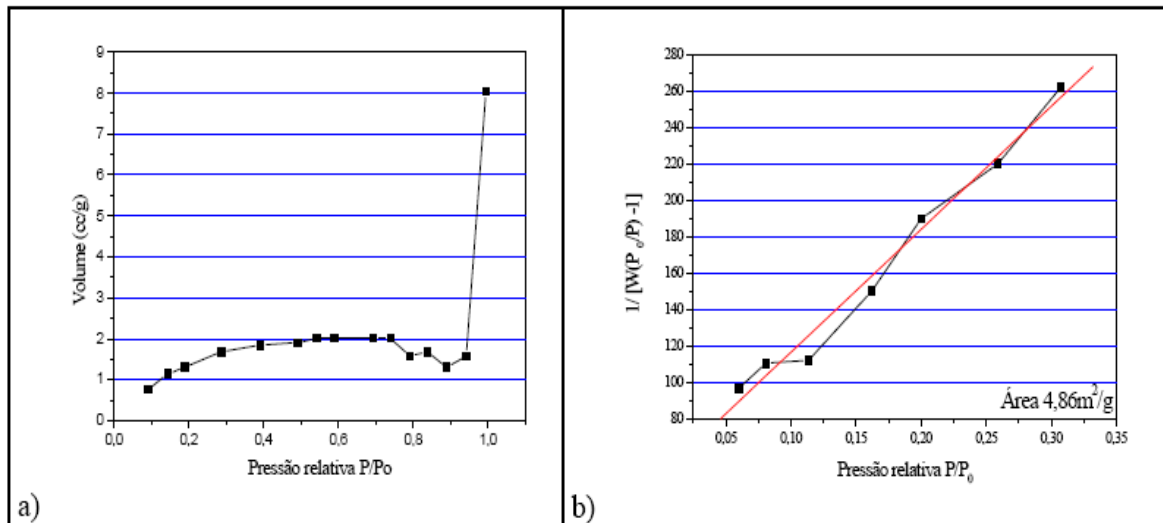 9
8
7
6
5
4
3
2
1
0
0,0 0,2 0,4 0,6 0,8 1,0
Volume (cc/g)
Pressão relativa P/Po
a)
280
260
240
220
200
180
160
140
120
100
80
0,05 0,10 0,15 0,20 0,25 0,30 0,35
1/ [W(P0/P) -1]
Área 4,86m²/g
Pressão relativa P/P₀
b)